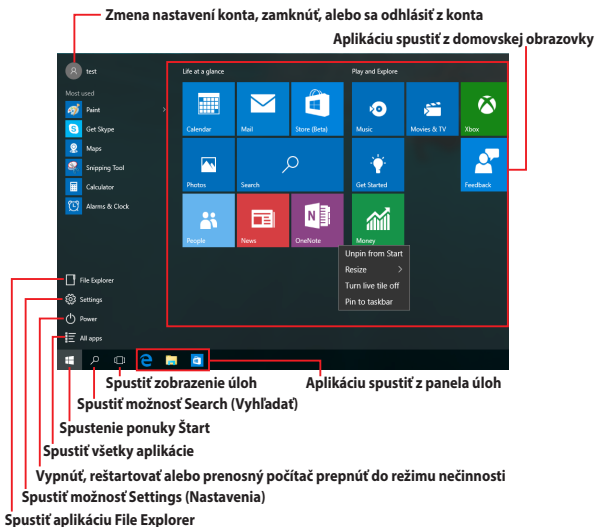 Zmena nastavení konta, zamknúť, alebo sa odhlásiť z konta
Aplikáciu spustiť z domovskej obrazovky
test
Life at a glance
Play and Explore
Most used
Paint
Get Skype
Maps
Snipping Tool
Calculator
Alarms & Clock
Calendar
Mail
Store (Beta)
Music
Movies & TV
Xbox
Photos
Search
Get Started
Feedback
People
News
OneNote
Money
Unpin from Start
Resize
Turn live tile off
Pin to taskbar
File Explorer
Settings
Power
All apps
Spustiť zobrazenie úloh
Aplikáciu spustiť z panela úloh
Spustiť možnosť Search (Vyhľadať)
Spustenie ponuky Štart
Spustiť všetky aplikácie
Vypnúť, reštartovať alebo prenosný počítač prepnúť do režimu nečinnosti
Spustiť možnosť Settings (Nastavenia)
Spustiť aplikáciu File Explorer